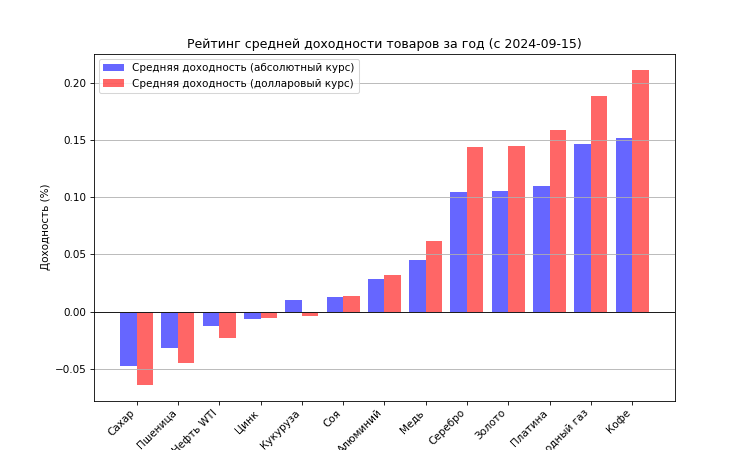 Рейтинг средней доходности товаров за год (с 2024-09-15)
Средняя доходность (абсолютный курс)
Средняя доходность (долларовый курс)
Доходность (%)
0.20
0.15
0.10
0.05
0.00
−0.05
Сахар
Пшеница
Нефть WTI
Цинк
Кукуруза
Соя
Алюминий
Медь
Серебро
Золото
Платина
одный газ
Кофе